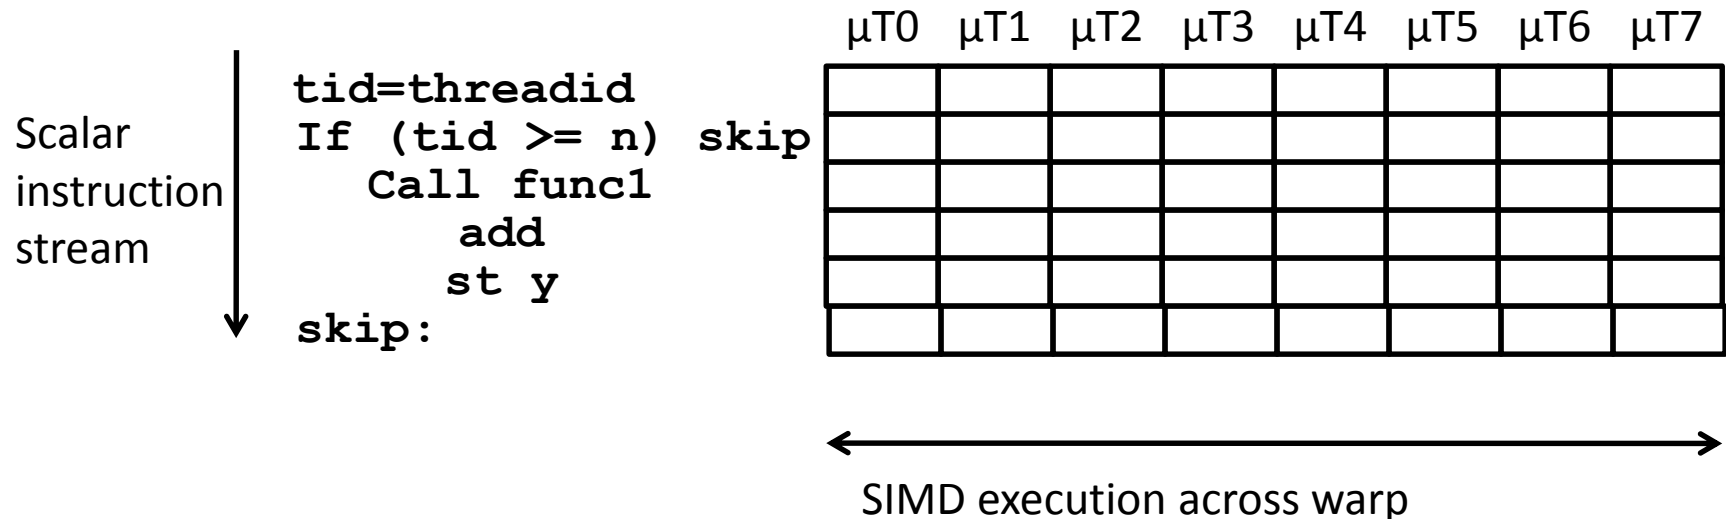 µT0 µT1 µT2 µT3 µT4 µT5 µT6 µT7
Scalar
instruction
stream
tid=threadid
If (tid >= n) skip
Call func1
add
st y
skip:
SIMD execution across warp